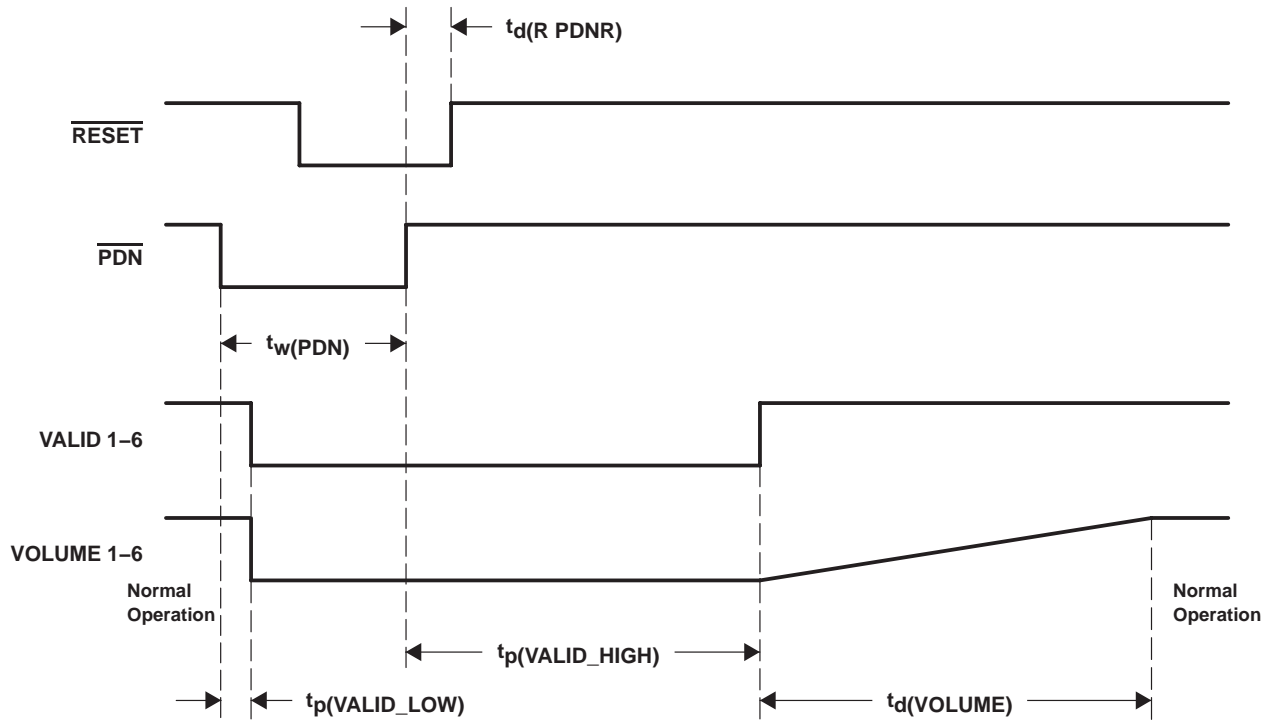 td(R PDNR)
RESET
PDN
tw(PDN)
VALID 1–6
VOLUME 1–6
Normal
Operation
Normal
Operation
tp(VALID_HIGH)
tp(VALID_LOW)
td(VOLUME)